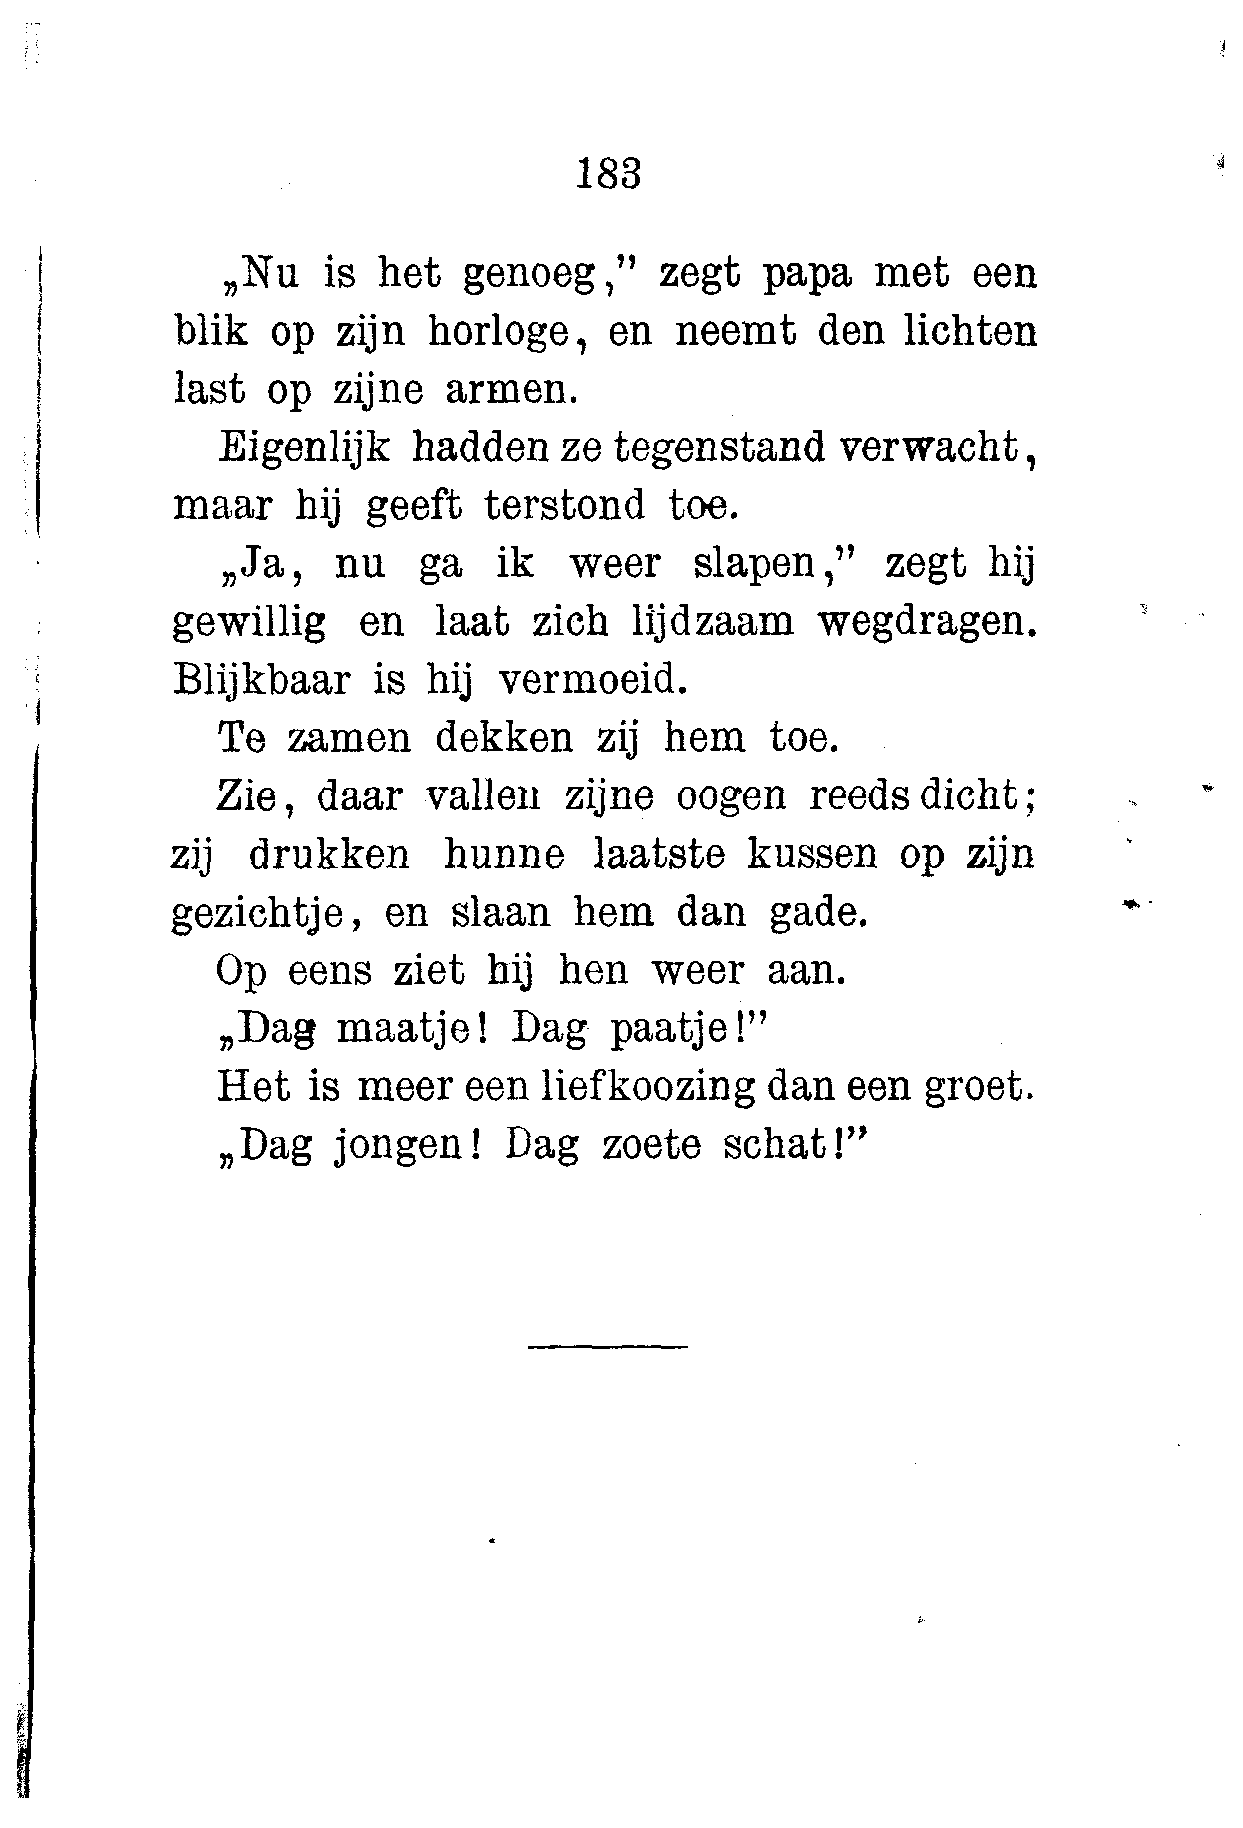 183
„Nu is het genoeg,” zegt papa met een
blik op zijn horloge, en neemt den lichten
last op zijne armen.
Eigenlijk hadden ze tegenstand verwacht,
maar hij geeft terstond toe.
„Ja, nu ga ik weer slapen,” zegt hij
gewillig en laat zich lijdzaam wegdragen.
Blijkbaar is hij vermoeid.
Te zamen dekken zij hem toe.
Zie, daar vallen zijne oogen reeds dicht;
zij drukken hunne laatste kussen op zijn
gezichtje, en slaan hem dan gade.
Op eens ziet hij hen weer aan.
„Dag maatje! Dag paatje!”
Het is meer een liefkoozing dan een groet.
„Dag jongen! Dag zoete schat!”